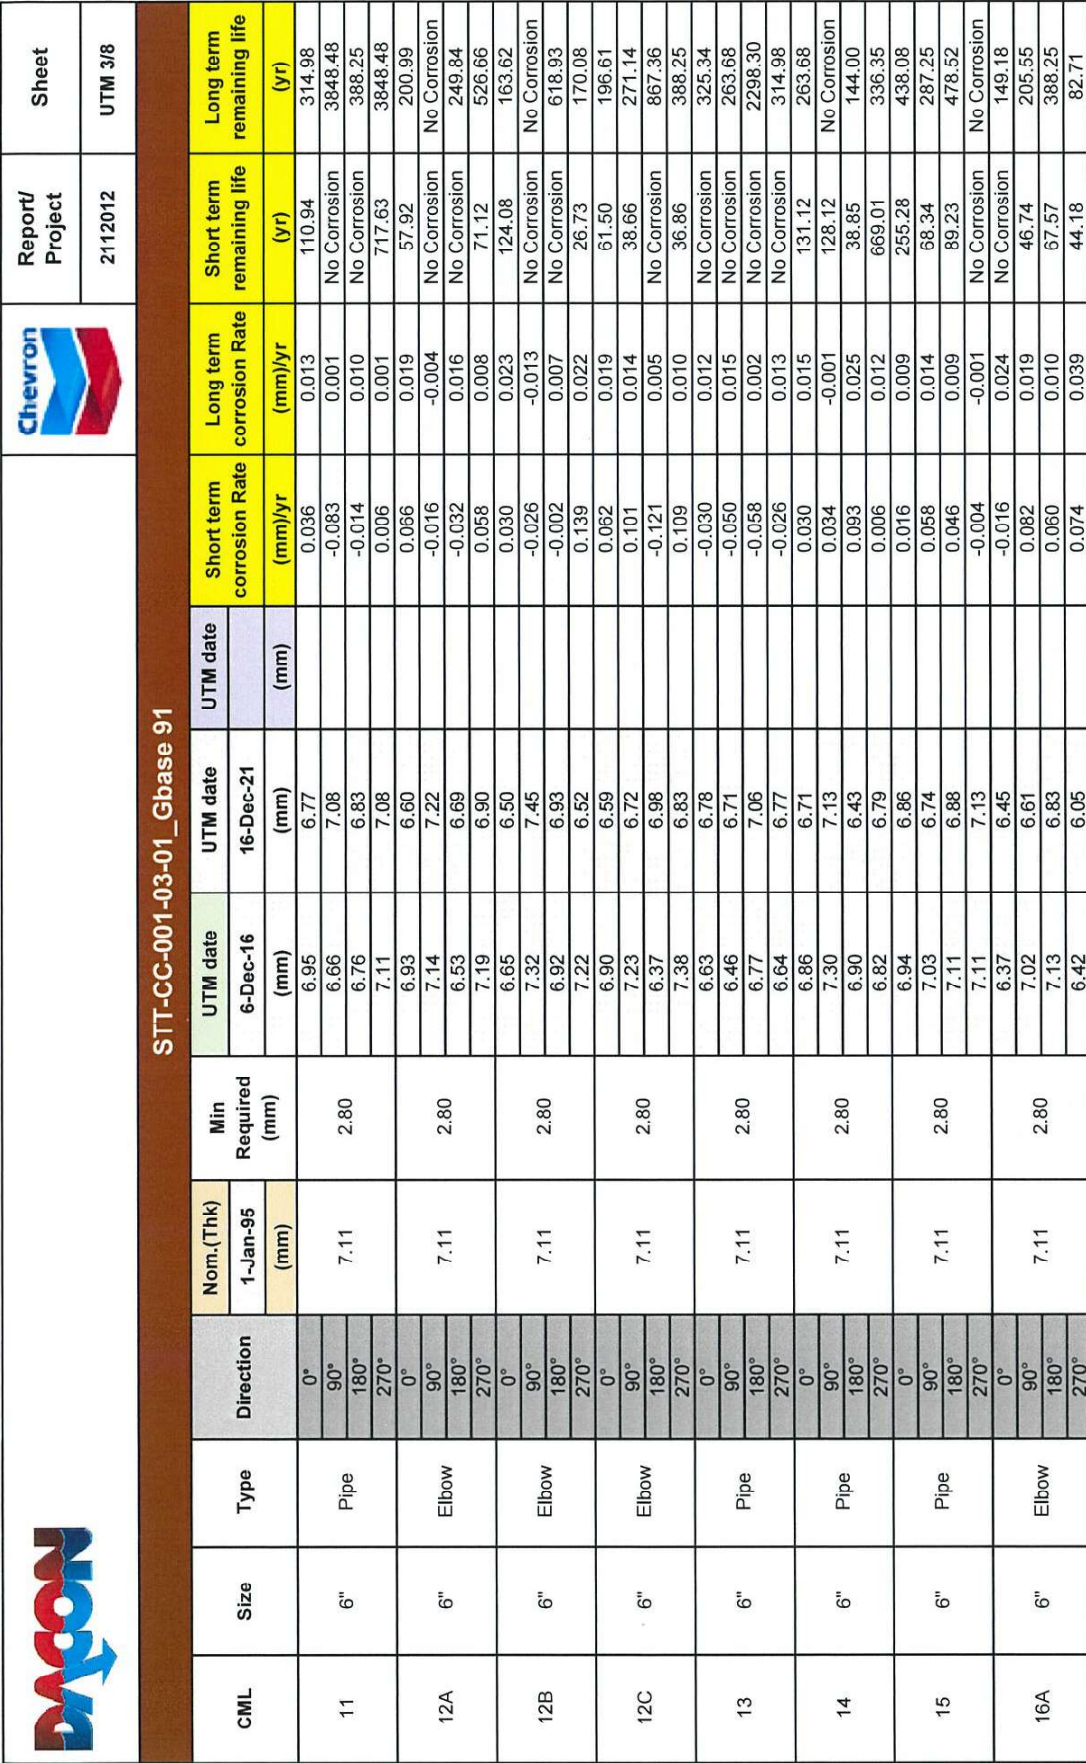 DACON
Chevron
Report/ Project
Sheet
2112012
UTM 3/8
STT-CC-001-03-01_Gbase 91
CML Size Type Direction Nom.(Thk) Min Required (mm) UTM date UTM date UTM date Short term corrosion Rate Long term corrosion Rate Short term remaining life Long term remaining life
1-Jan-95 6-Dec-16 16-Dec-21
(mm) (mm) (mm) (mm) (mm)/yr (mm)/yr (yr) (yr)
11 6" Pipe 7.11 2.80
0° 6.95 6.77 0.036 0.013 110.94 314.98
90° 6.66 7.08 -0.083 0.001 No Corrosion 3848.48
180° 6.76 6.83 -0.014 0.010 No Corrosion 388.25
270° 7.11 7.08 0.006 0.001 717.63 3848.48
12A 6" Elbow 7.11 2.80
0° 6.93 6.60 0.066 0.019 57.92 200.99
90° 7.14 7.22 -0.016 -0.004 No Corrosion No Corrosion
180° 6.53 6.69 -0.032 0.016 No Corrosion 249.84
270° 7.19 6.90 0.058 0.008 71.12 526.66
12B 6" Elbow 7.11 2.80
0° 6.65 6.50 0.030 0.023 124.08 163.62
90° 7.32 7.45 -0.026 -0.013 No Corrosion No Corrosion
180° 6.92 6.93 -0.002 0.007 No Corrosion 618.93
270° 7.22 6.52 0.139 0.022 26.73 170.08
12C 6" Elbow 7.11 2.80
0° 6.90 6.59 0.062 0.019 61.50 196.61
90° 7.23 6.72 0.101 0.014 38.66 271.14
180° 6.37 6.98 -0.121 0.005 No Corrosion 867.36
270° 7.38 6.83 0.109 0.010 36.86 388.25
13 6" Pipe 7.11 2.80
0° 6.63 6.78 -0.030 0.012 No Corrosion 325.34
90° 6.46 6.71 -0.050 0.015 No Corrosion 263.68
180° 6.77 7.06 -0.058 0.002 No Corrosion 2298.30
270° 6.64 6.77 -0.026 0.013 No Corrosion 314.98
14 6" Pipe 7.11 2.80
0° 6.86 6.71 0.030 0.015 131.12 263.68
90° 7.30 7.13 0.034 -0.001 128.12 No Corrosion
180° 6.90 6.43 0.093 0.025 38.85 144.00
270° 6.82 6.79 0.006 0.012 669.01 336.35
15 6" Pipe 7.11 2.80
0° 6.94 6.86 0.016 0.009 255.28 438.08
90° 7.03 6.74 0.058 0.014 68.34 287.25
180° 7.11 6.88 0.046 0.009 89.23 478.52
270° 7.11 7.13 -0.004 -0.001 No Corrosion No Corrosion
16A 6" Elbow 7.11 2.80
0° 6.37 6.45 -0.016 0.024 No Corrosion 149.18
90° 7.02 6.61 0.082 0.019 46.74 205.55
180° 7.13 6.83 0.060 0.010 67.57 388.25
270° 6.42 6.05 0.074 0.039 44.18 82.71